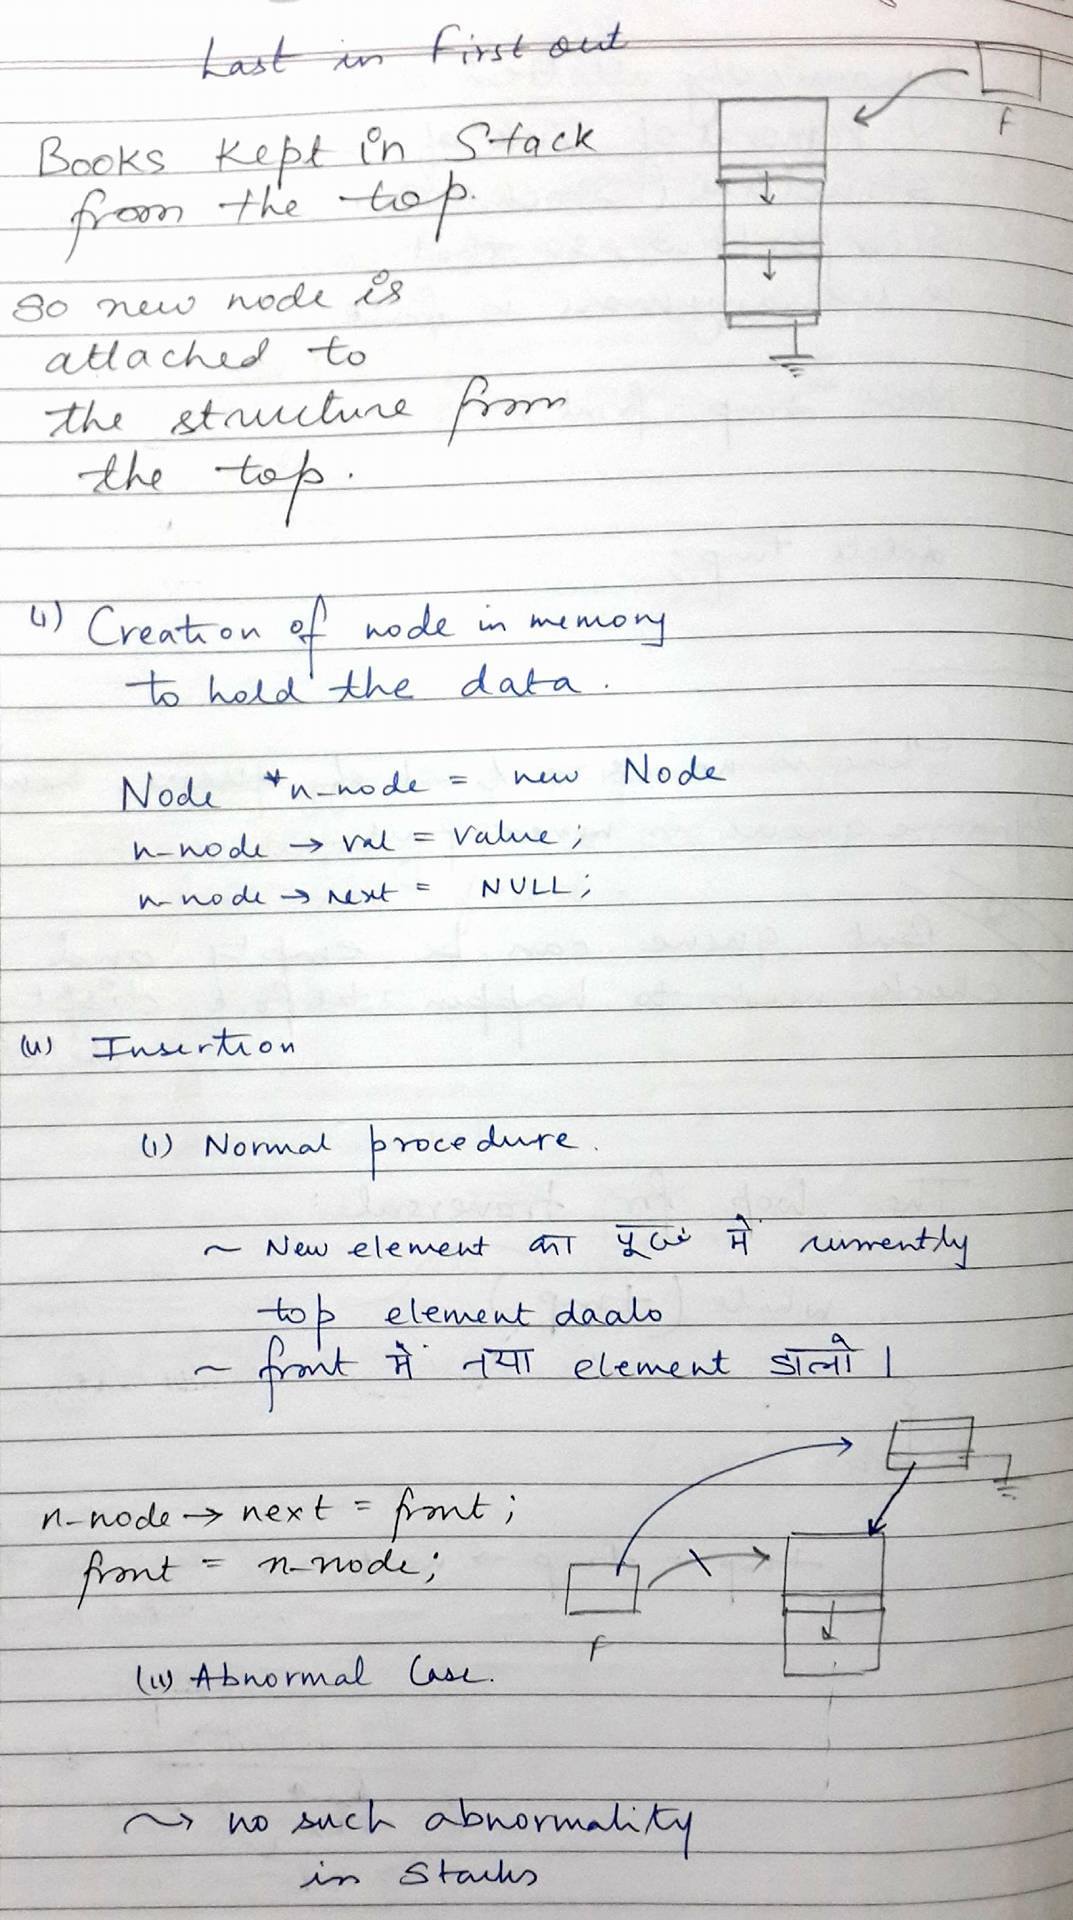 Last in first out
F
Books kept in Stack
from the top.
so new node is
attached to
the structure from
the top.
(i) Creation of node in memory
to hold the data.
Node *n-node = new Node
n-node → val = value;
n-node → next = NULL;
(ii) Insertion
(i) Normal procedure.
~ New element का में currently
top element daalo
~ front में नया element डालो।
n-node → next = front;
front = n-node;
F
(ii) Abnormal Case.
~> no such abnormality
in Stacks